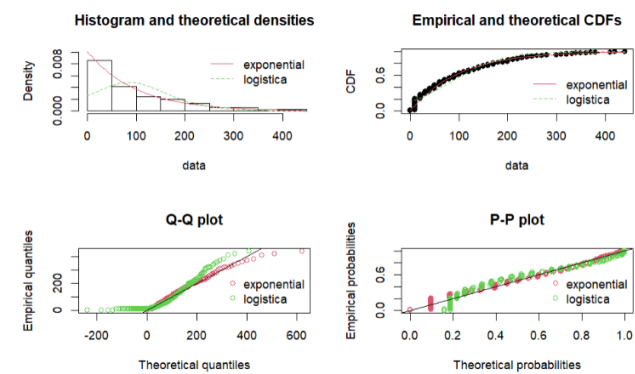 Histogram and theoretical densities
Density
0.000
0.008
exponential
logistica
0
100
200
300
400
data
Empirical and theoretical CDFs
CDF
0.0
0.6
exponential
logistica
0
100
200
300
400
data
Q-Q plot
Empirical quantiles
0
200
exponential
logistica
-200
0
200
400
600
Theoretical quantiles
P-P plot
Empirical probabilities
0.0
0.6
exponential
logistica
0.0
0.2
0.4
0.6
0.8
1.0
Theoretical probabilities